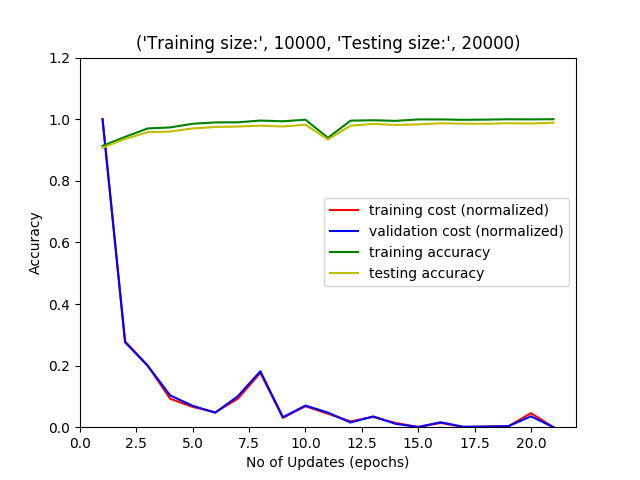 ('Training size:', 10000, 'Testing size:', 20000)
1.2
1.0
0.8
0.6
0.4
0.2
0.0
Accuracy
training cost (normalized)
validation cost (normalized)
training accuracy
testing accuracy
0.0 2.5 5.0 7.5 10.0 12.5 15.0 17.5 20.0
No of Updates (epochs)